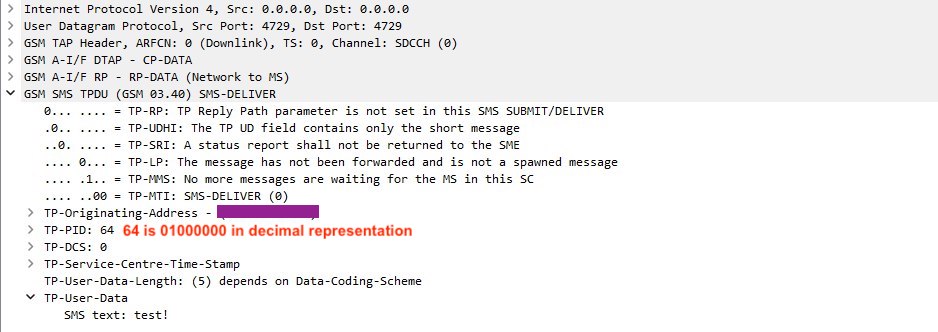 Internet Protocol Version 4, Src: 0.0.0.0, Dst: 0.0.0.0
User Datagram Protocol, Src Port: 4729, Dst Port: 4729
GSM TAP Header, ARFCN: 0 (Downlink), TS: 0, Channel: SDCCH (0)
GSM A-I/F DTAP - CP-DATA
GSM A-I/F RP - RP-DATA (Network to MS)
GSM SMS TPDU (GSM 03.40) SMS-DELIVER
0... .... = TP-RP: TP Reply Path parameter is not set in this SMS SUBMIT/DELIVER
.0.. .... = TP-UDHI: The TP UD field contains only the short message
..0. .... = TP-SRI: A status report shall not be returned to the SME
.... 0... = TP-LP: The message has not been forwarded and is not a spawned message
.... .1.. = TP-MMS: No more messages are waiting for the MS in this SC
.... ..00 = TP-MTI: SMS-DELIVER (0)
TP-Originating-Address - (
TP-PID: 64 64 is 01000000 in decimal representation
TP-DCS: 0
TP-Service-Centre-Time-Stamp
TP-User-Data-Length: (5) depends on Data-Coding-Scheme
TP-User-Data
SMS text: test!